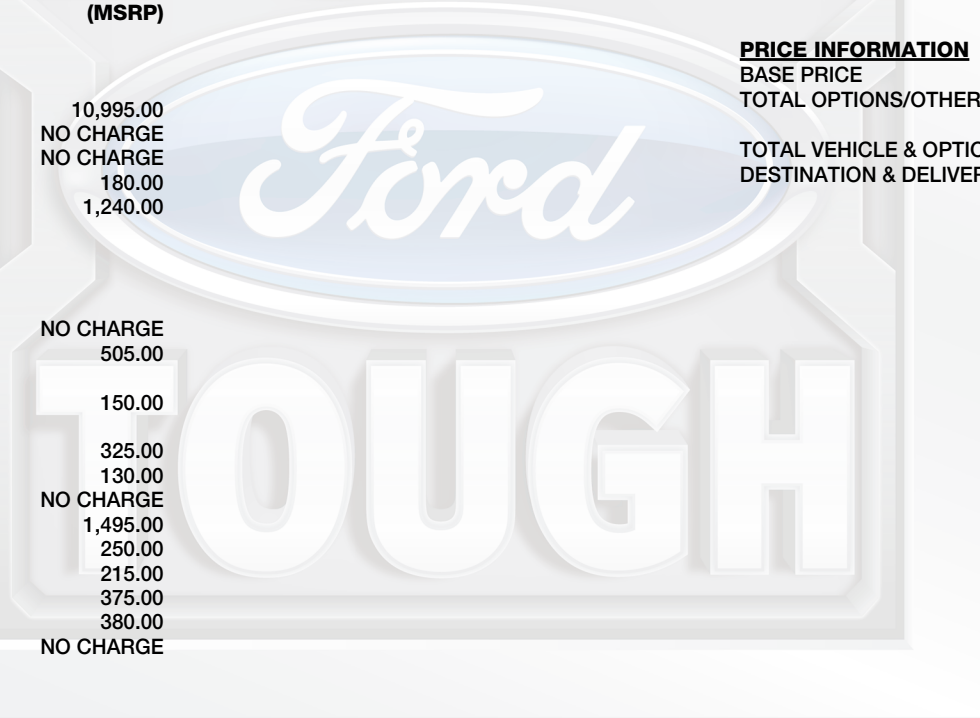 (MSRP)
10,995.00
NO CHARGE
NO CHARGE
180.00
1,240.00
NO CHARGE
505.00
150.00
325.00
130.00
NO CHARGE
1,495.00
250.00
215.00
375.00
380.00
NO CHARGE
PRICE INFORMATION
BASE PRICE
TOTAL OPTIONS/OTHER
TOTAL VEHICLE & OPTIO
DESTINATION & DELIVER
Ford
TOUGH